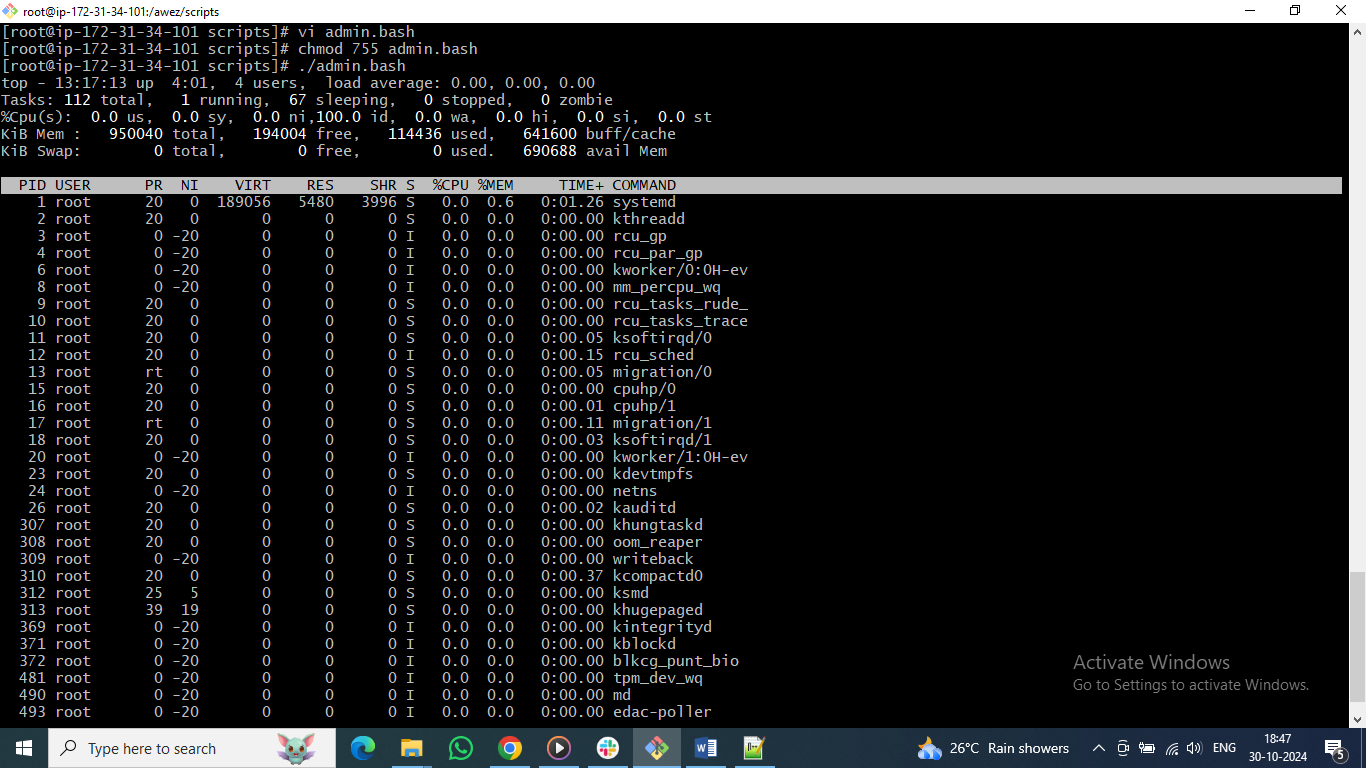 root@ip-172-31-34-101:/awez/scripts
[root@ip-172-31-34-101 scripts]# vi admin.bash
[root@ip-172-31-34-101 scripts]# chmod 755 admin.bash
[root@ip-172-31-34-101 scripts]# ./admin.bash
top - 13:17:13 up  4:01,  4 users,  load average: 0.00, 0.00, 0.00
Tasks: 112 total,   1 running,  67 sleeping,   0 stopped,   0 zombie
%Cpu(s):  0.0 us,  0.0 sy,  0.0 ni,100.0 id,  0.0 wa,  0.0 hi,  0.0 si,  0.0 st
KiB Mem :   950040 total,   194004 free,   114436 used,   641600 buff/cache
KiB Swap:        0 total,        0 free,        0 used.   690688 avail Mem
PID USER      PR  NI    VIRT    RES    SHR S  %CPU %MEM     TIME+ COMMAND
1 root      20   0  189056   5480   3996 S   0.0  0.6   0:01.26 systemd
2 root      20   0       0      0      0 S   0.0  0.0   0:00.00 kthreadd
3 root       0 -20       0      0      0 I   0.0  0.0   0:00.00 rcu_gp
4 root       0 -20       0      0      0 I   0.0  0.0   0:00.00 rcu_par_gp
6 root       0 -20       0      0      0 I   0.0  0.0   0:00.00 kworker/0:0H-ev
8 root       0 -20       0      0      0 I   0.0  0.0   0:00.00 mm_percpu_wq
9 root      20   0       0      0      0 S   0.0  0.0   0:00.00 rcu_tasks_rude_
10 root      20   0       0      0      0 S   0.0  0.0   0:00.00 rcu_tasks_trace
11 root      20   0       0      0      0 S   0.0  0.0   0:00.05 ksoftirqd/0
12 root      20   0       0      0      0 I   0.0  0.0   0:00.15 rcu_sched
13 root      rt   0       0      0      0 S   0.0  0.0   0:00.05 migration/0
15 root      20   0       0      0      0 S   0.0  0.0   0:00.00 cpuhp/0
16 root      20   0       0      0      0 S   0.0  0.0   0:00.01 cpuhp/1
17 root      rt   0       0      0      0 S   0.0  0.0   0:00.11 migration/1
18 root      20   0       0      0      0 S   0.0  0.0   0:00.03 ksoftirqd/1
20 root       0 -20       0      0      0 I   0.0  0.0   0:00.00 kworker/1:0H-ev
23 root      20   0       0      0      0 S   0.0  0.0   0:00.00 kdevtmpfs
24 root       0 -20       0      0      0 I   0.0  0.0   0:00.00 netns
26 root      20   0       0      0      0 S   0.0  0.0   0:00.02 kauditd
307 root      20   0       0      0      0 S   0.0  0.0   0:00.00 khungtaskd
308 root      20   0       0      0      0 S   0.0  0.0   0:00.00 oom_reaper
309 root       0 -20       0      0      0 I   0.0  0.0   0:00.00 writeback
310 root      20   0       0      0      0 S   0.0  0.0   0:00.37 kcompactd0
312 root      25   5       0      0      0 S   0.0  0.0   0:00.00 ksmd
313 root      39  19       0      0      0 S   0.0  0.0   0:00.00 khugepaged
369 root       0 -20       0      0      0 I   0.0  0.0   0:00.00 kintegrityd
371 root       0 -20       0      0      0 I   0.0  0.0   0:00.00 kblockd
372 root       0 -20       0      0      0 I   0.0  0.0   0:00.00 blkcg_punt_bio
481 root       0 -20       0      0      0 I   0.0  0.0   0:00.00 tpm_dev_wq
490 root       0 -20       0      0      0 I   0.0  0.0   0:00.00 md
493 root       0 -20       0      0      0 I   0.0  0.0   0:00.00 edac-poller
Activate Windows
Go to Settings to activate Windows.
Type here to search
26°C Rain showers
ENG
18:47
30-10-2024
5